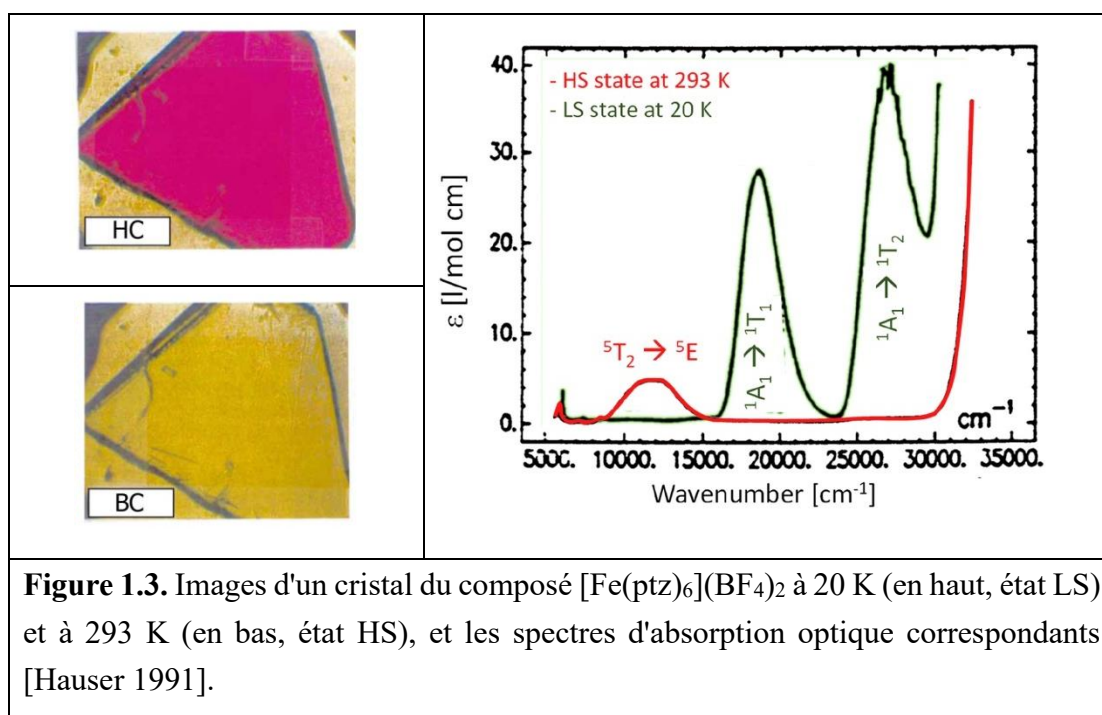 HC
BC
- HS state at 293 K
- LS state at 20 K
40.
30.
20.
10.
0.
ε [l/mol cm]
⁵T₂ → ⁵E
¹A₁ → ¹T₁
¹A₁ → ¹T₂
cm⁻¹
5000. 10000. 15000. 20000. 25000. 30000. 35000.
Wavenumber [cm⁻¹]
Figure 1.3. Images d'un cristal du composé [Fe(ptz)₆](BF₄)₂ à 20 K (en haut, état LS)
et à 293 K (en bas, état HS), et les spectres d'absorption optique correspondants
[Hauser 1991].